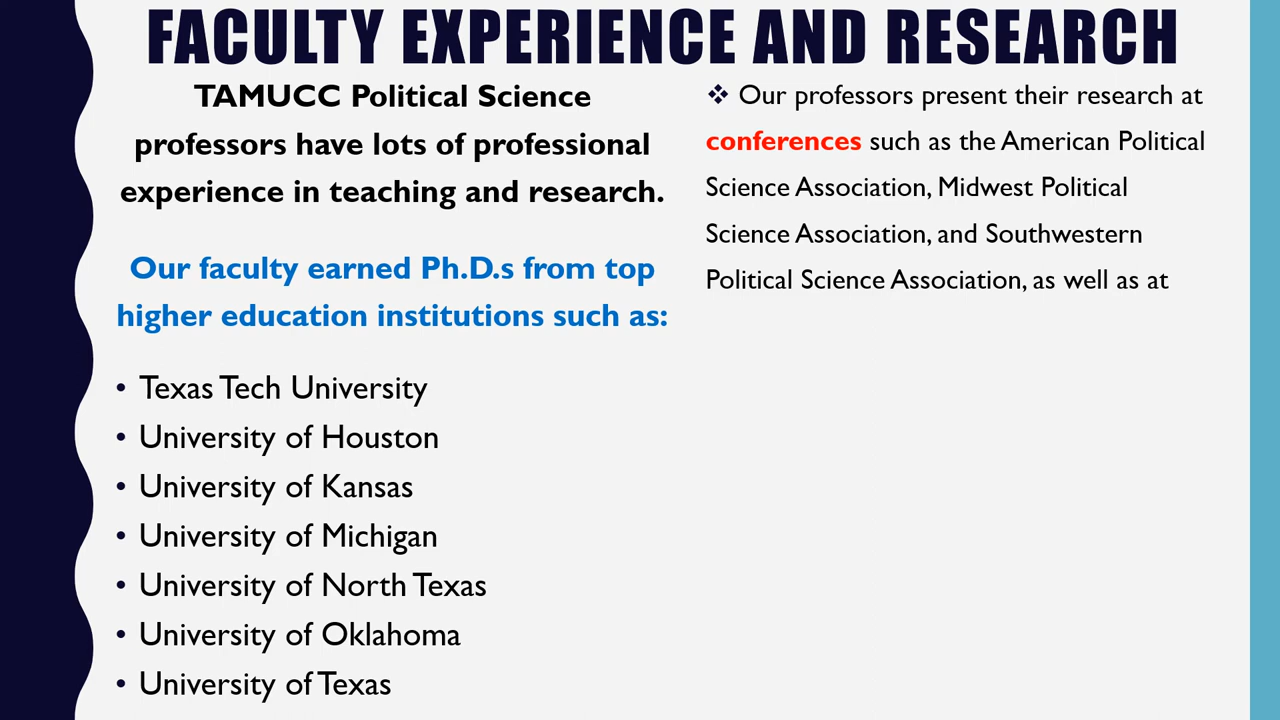 FACULTY EXPERIENCE AND RESEARCH
TAMUCC Political Science
professors have lots of professional
experience in teaching and research.
Our faculty earned Ph.D.s from top
higher education institutions such as:
• Texas Tech University
• University of Houston
• University of Kansas
• University of Michigan
• University of North Texas
• University of Oklahoma
• University of Texas
❖ Our professors present their research at
conferences such as the American Political
Science Association, Midwest Political
Science Association, and Southwestern
Political Science Association, as well as at